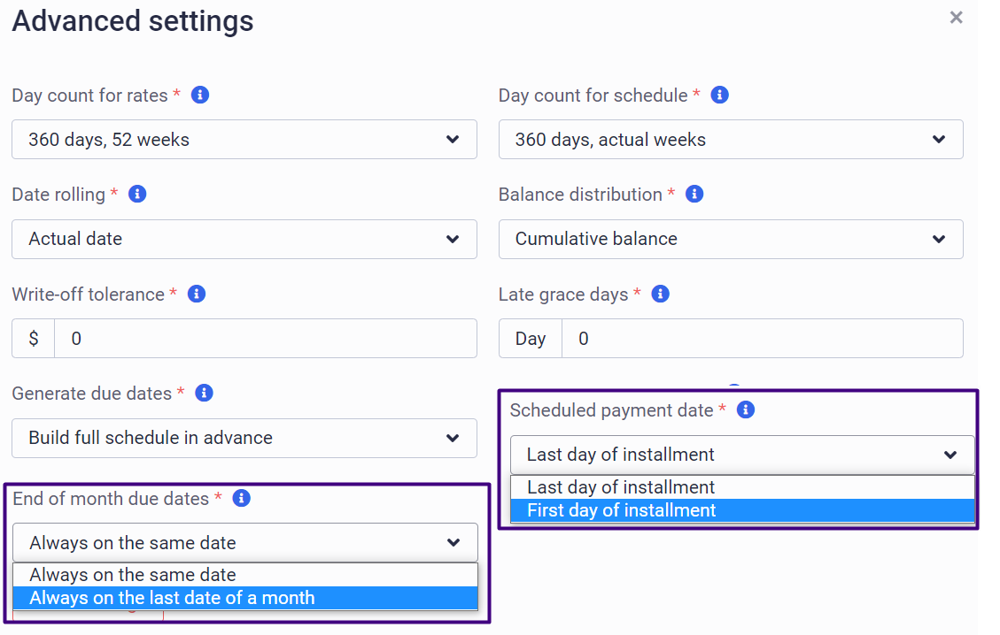 Advanced settings
Day count for rates *
Day count for schedule *
360 days, 52 weeks
360 days, actual weeks
Date rolling *
Balance distribution *
Actual date
Cumulative balance
Write-off tolerance *
Late grace days *
$ 0
Day 0
Generate due dates *
Scheduled payment date *
Build full schedule in advance
Last day of installment
Last day of installment
First day of installment
End of month due dates *
Always on the same date
Always on the same date
Always on the last date of a month